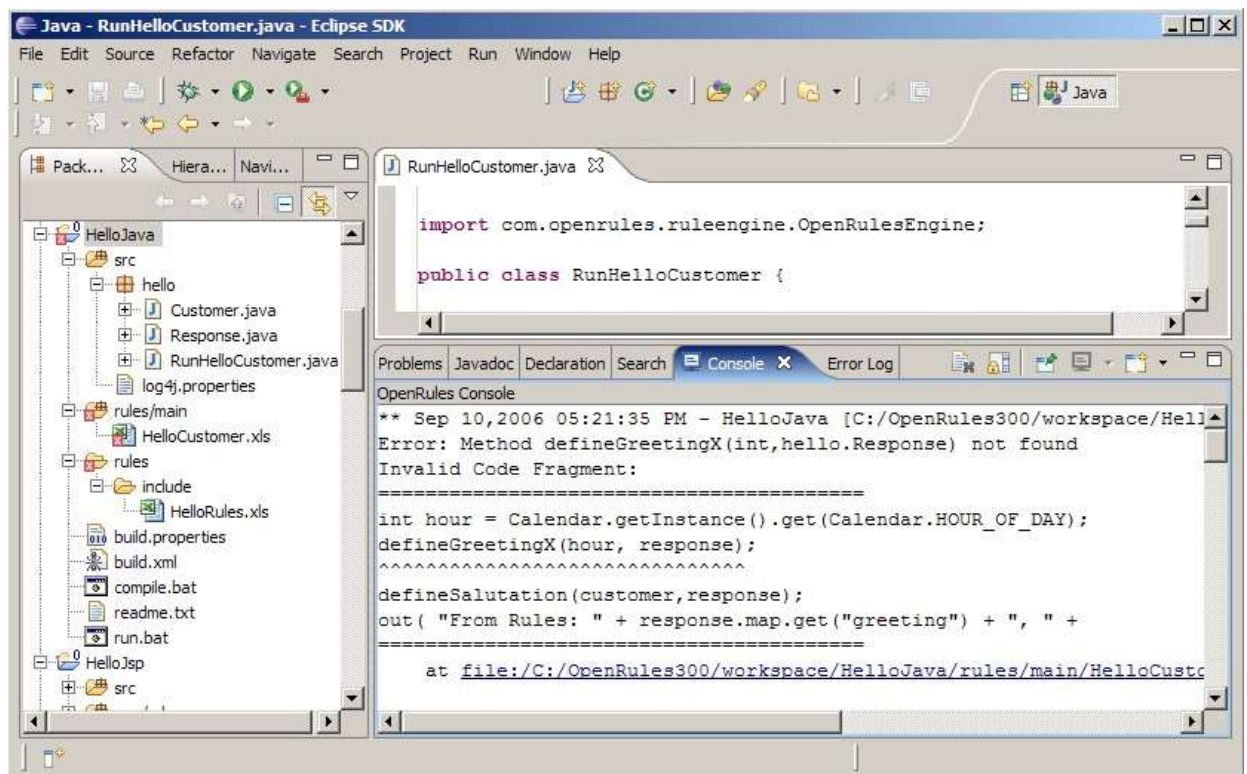 Java - RunHelloCustomer.java - Eclipse SDK
File Edit Source Refactor Navigate Search Project Run Window Help
Java
Pack... Hiera... Navi...
HelloJava
src
hello
Customer.java
Response.java
RunHelloCustomer.java
log4j.properties
rules/main
HelloCustomer.xls
rules
include
HelloRules.xls
build.properties
build.xml
compile.bat
readme.txt
run.bat
HelloJsp
src
RunHelloCustomer.java
import com.openrules.ruleengine.OpenRulesEngine;
public class RunHelloCustomer {
Problems Javadoc Declaration Search Console Error Log
OpenRules Console
** Sep 10,2006 05:21:35 PM - HelloJava [C:/OpenRules300/workspace/Hell
Error: Method defineGreetingX(int,hello.Response) not found
Invalid Code Fragment:
=========================================
int hour = Calendar.getInstance().get(Calendar.HOUR_OF_DAY);
defineGreetingX(hour, response);
^^^^^^^^^^^^^^^^^^^^^^^^^^^^^^^
defineSalutation(customer,response);
out( "From Rules: " + response.map.get("greeting") + ", " +
=========================================
at file:/C:/OpenRules300/workspace/HelloJava/rules/main/HelloCusto